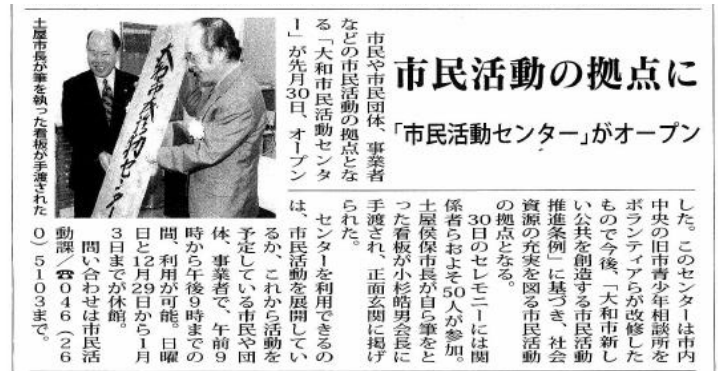 市民活動の拠点に
「市民活動センター」がオープン
市民や市民団体、事業者
などの市民活動の拠点とな
る「大和市民活動センタ
ー」が先月30日、オープン
した。このセンターは市内
中央の旧市青少年相談所を
ボランティアらが改修した
もので今後、「大和市新し
い公共を創造する市民活動
推進条例」に基づき、社会
資源の充実を図る市民活動
の拠点となる。
30日のセレモニーには関
係者らおよそ50人が参加。
土屋侯保市長が自ら筆をと
った看板が小杉皓男会長に
手渡され、正面玄関に掲げ
られた。
センターを利用できるの
は、市民活動を展開してい
るか、これから活動を
予定している市民や団
体、事業者で、午前9
時から午後9時までの
間、利用が可能。日曜
日と12月29日から1月
3日までが休館。
問い合わせは市民活
動課/☎046(26
0)5103まで。
大和市民活動センター
土屋市長が筆を執った看板が手渡された